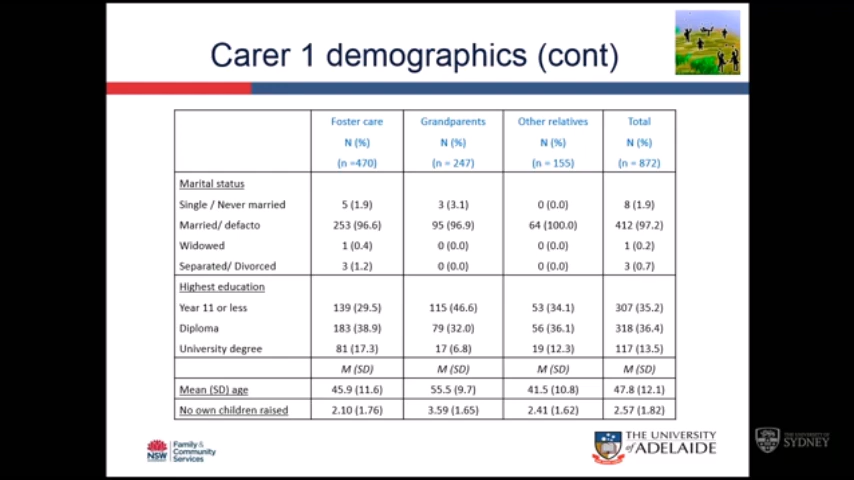 Carer 1 demographics (cont)
Foster care Grandparents Other relatives Total
N (%) N (%) N (%) N (%)
(n =470) (n = 247) (n = 155) (n = 872)
Marital status
Single / Never married 5 (1.9) 3 (3.1) 0 (0.0) 8 (1.9)
Married/ defacto 253 (96.6) 95 (96.9) 64 (100.0) 412 (97.2)
Widowed 1 (0.4) 0 (0.0) 0 (0.0) 1 (0.2)
Separated/ Divorced 3 (1.2) 0 (0.0) 0 (0.0) 3 (0.7)
Highest education
Year 11 or less 139 (29.5) 115 (46.6) 53 (34.1) 307 (35.2)
Diploma 183 (38.9) 79 (32.0) 56 (36.1) 318 (36.4)
University degree 81 (17.3) 17 (6.8) 19 (12.3) 117 (13.5)
M (SD) M (SD) M (SD) M (SD)
Mean (SD) age 45.9 (11.6) 55.5 (9.7) 41.5 (10.8) 47.8 (12.1)
No own children raised 2.10 (1.76) 3.59 (1.65) 2.41 (1.62) 2.57 (1.82)
NSW
Family &
Community
Services
THE UNIVERSITY
of ADELAIDE
THE UNIVERSITY OF
SYDNEY